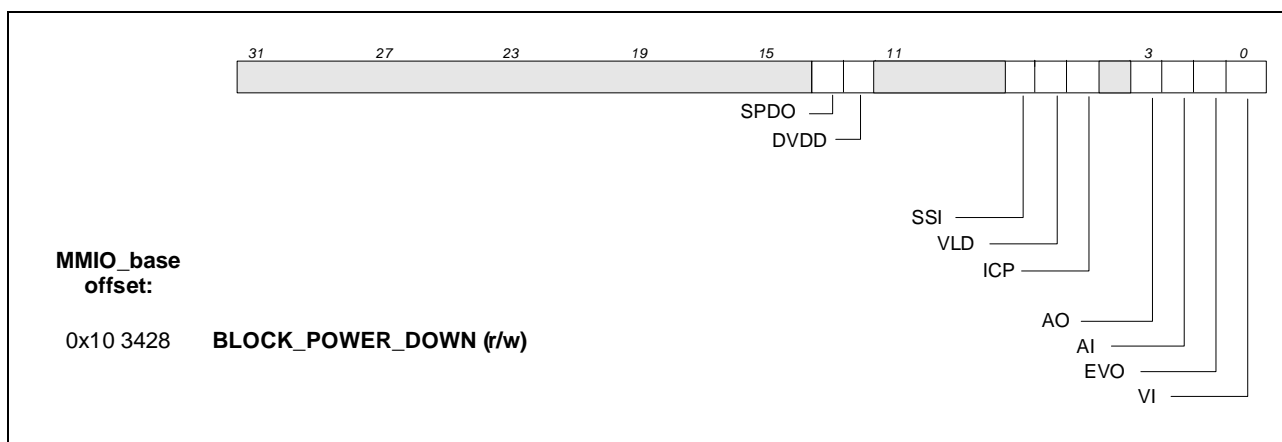 31 27 23 19 15 11 3 0
SPDO
DVDD
SSI
VLD
ICP
MMIO_base
offset:
AO
0x10 3428 BLOCK_POWER_DOWN (r/w)
AI
EVO
VI